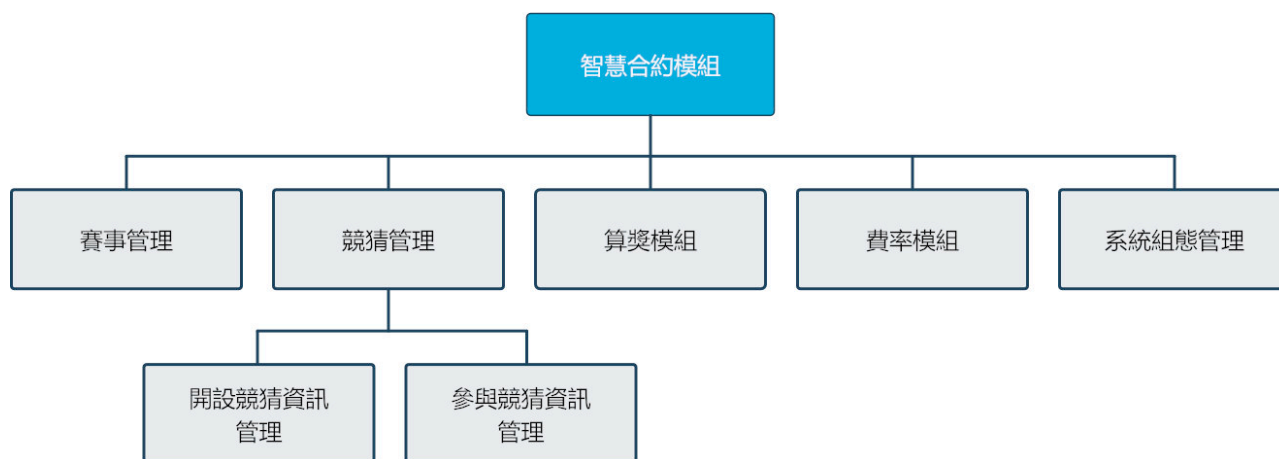 智慧合約模組
賽事管理
競猜管理
算獎模組
費率模組
系統組態管理
開設競猜資訊
管理
參與競猜資訊
管理